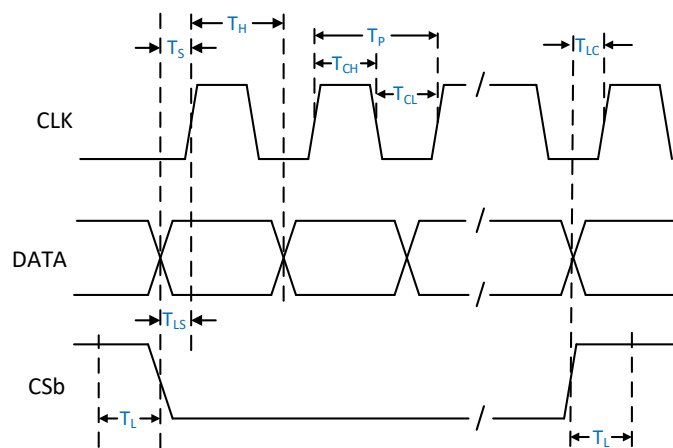 T_H
T_P
T_LC
T_S
T_CH
T_CL
CLK
DATA
T_LS
CSb
T_L
T_L